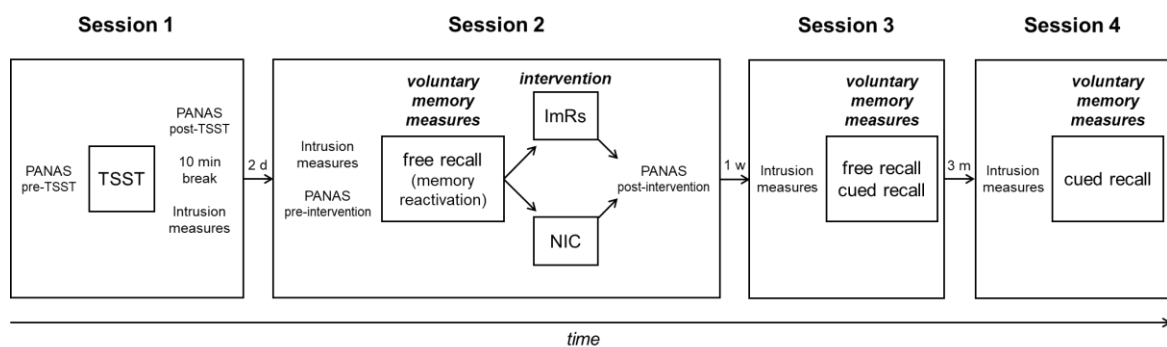 Session 1
Session 2
Session 3
Session 4
PANAS
pre-TSST
TSST
PANAS
post-TSST
10 min
break
Intrusion
measures
2 d
Intrusion
measures
PANAS
pre-intervention
voluntary
memory
measures
free recall
(memory
reactivation)
intervention
ImRs
NIC
PANAS
post-intervention
1 w
Intrusion
measures
voluntary
memory
measures
free recall
cued recall
3 m
Intrusion
measures
voluntary
memory
measures
cued recall
time